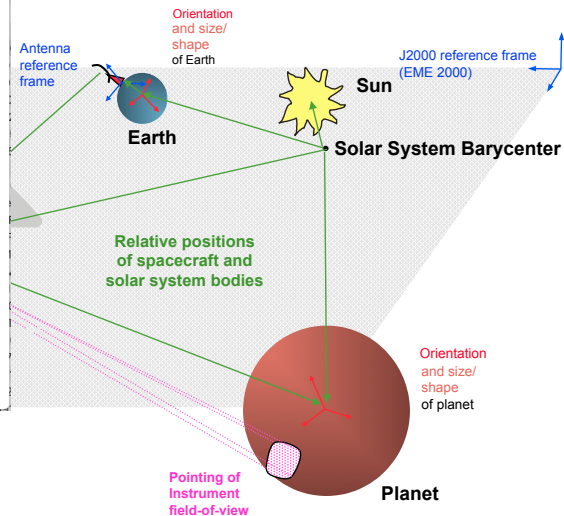 Orientation
and size/
shape
of Earth
Antenna
reference
frame
J2000 reference frame
(EME 2000)
Sun
Earth
Solar System Barycenter
Relative positions
of spacecraft and
solar system bodies
Orientation
and size/
shape
of planet
Pointing of
Instrument
field-of-view
Planet